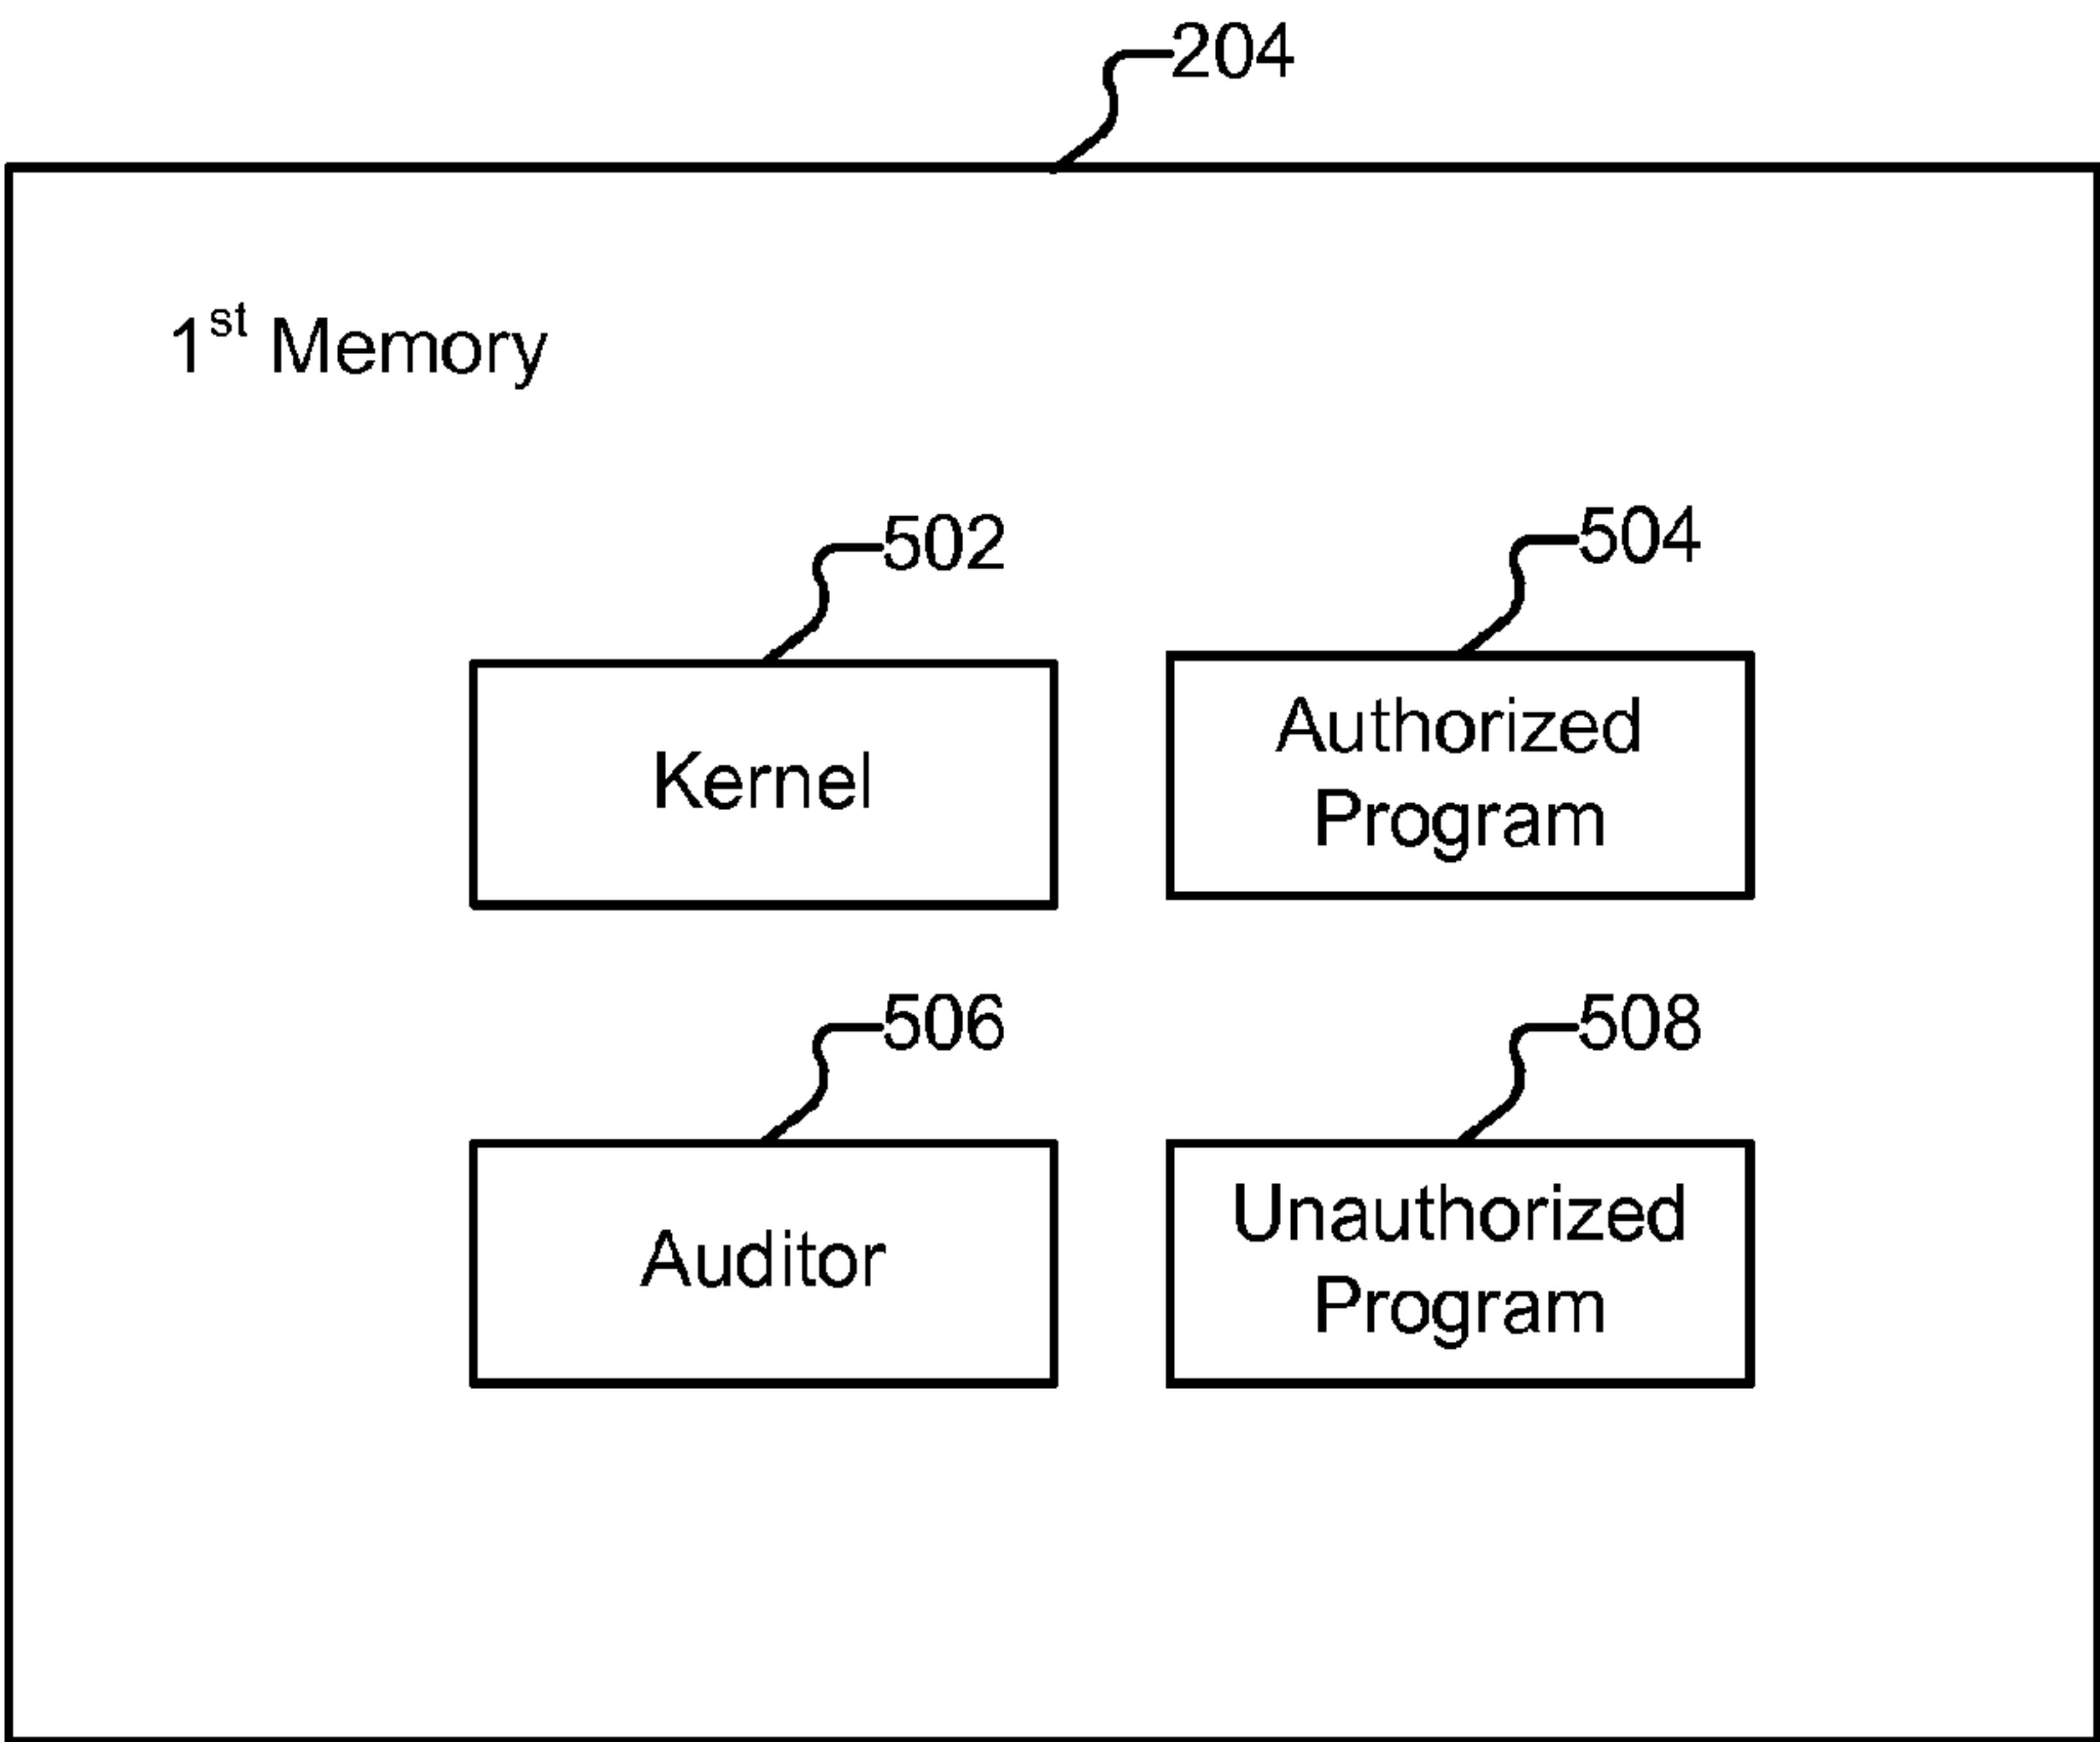 204
1st Memory
502
504
Kernel
Authorized
Program
506
508
Auditor
Unauthorized
Program